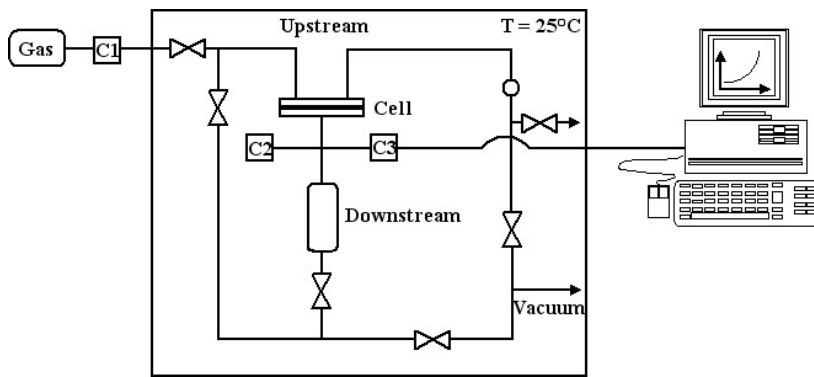 Upstream
T = 25°C
Gas
C1
Cell
C2
C3
Downstream
Vacuum